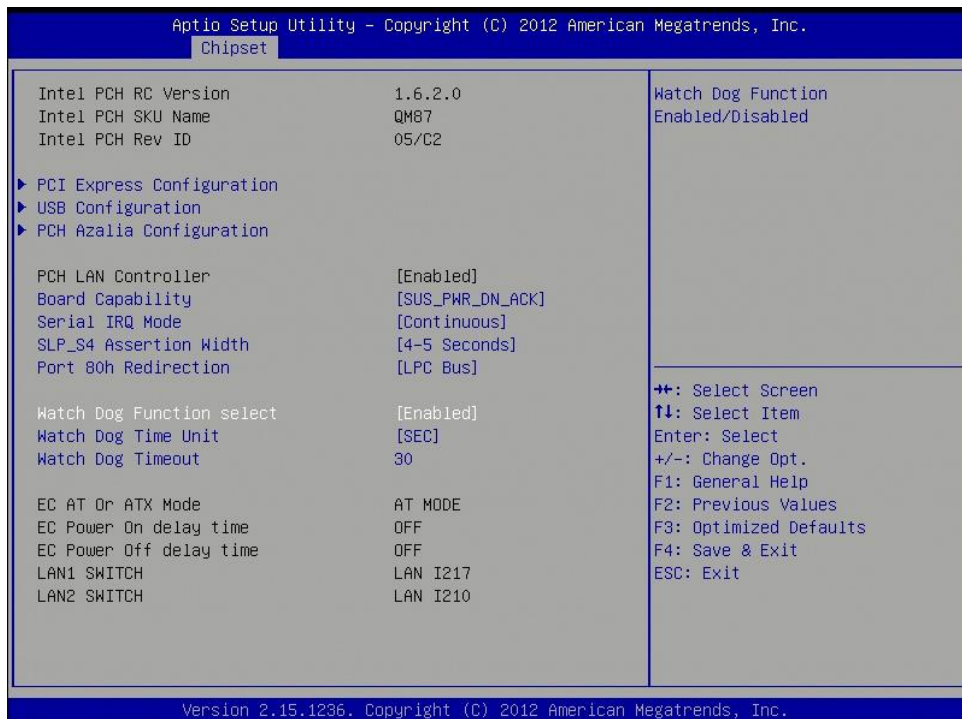 Aptio Setup Utility – Copyright (C) 2012 American Megatrends, Inc.
Chipset
Intel PCH RC Version 1.6.2.0
Intel PCH SKU Name QM87
Intel PCH Rev ID 05/C2
▶ PCI Express Configuration
▶ USB Configuration
▶ PCH Azalia Configuration
PCH LAN Controller [Enabled]
Board Capability [SUS_PWR_DN_ACK]
Serial IRQ Mode [Continuous]
SLP_S4 Assertion Width [4-5 Seconds]
Port 80h Redirection [LPC Bus]
Watch Dog Function select [Enabled]
Watch Dog Time Unit [SEC]
Watch Dog Timeout 30
EC AT Or ATX Mode AT MODE
EC Power On delay time OFF
EC Power Off delay time OFF
LAN1 SWITCH LAN I217
LAN2 SWITCH LAN I210
Watch Dog Function
Enabled/Disabled
→←: Select Screen
↑↓: Select Item
Enter: Select
+/-: Change Opt.
F1: General Help
F2: Previous Values
F3: Optimized Defaults
F4: Save & Exit
ESC: Exit
Version 2.15.1236. Copyright (C) 2012 American Megatrends, Inc.